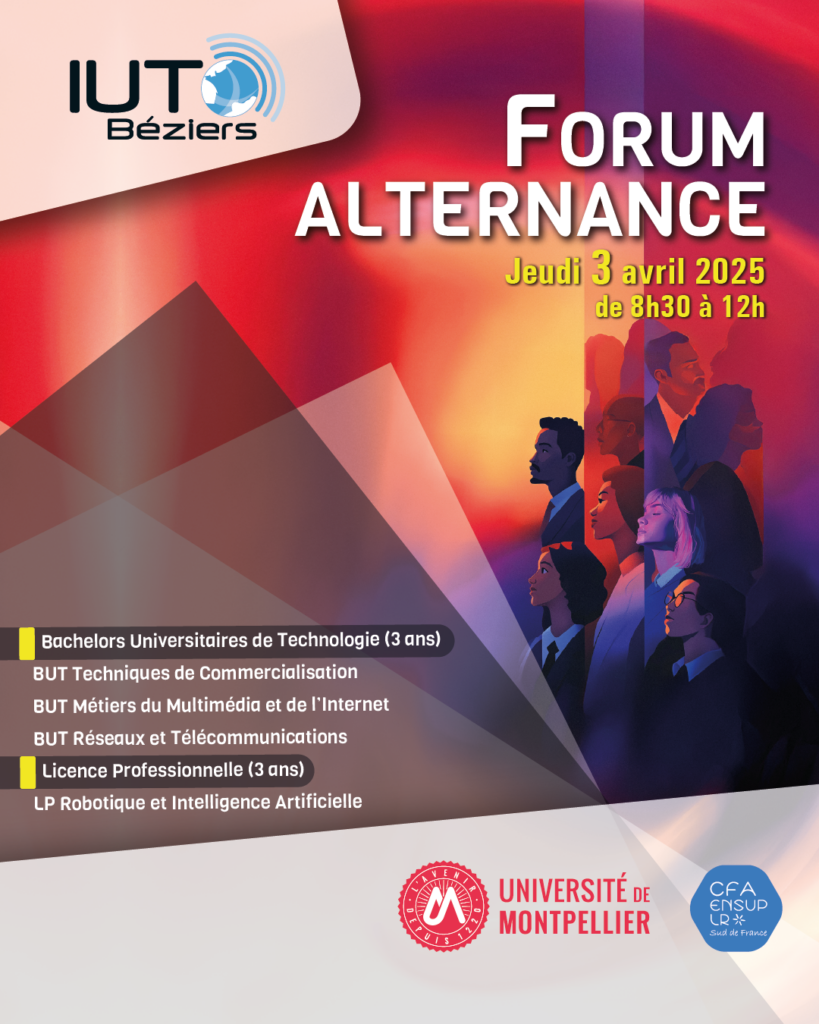 IUT
Béziers
FORUM
ALTERNANCE
Jeudi 3 avril 2025
de 8h30 à 12h
Bachelors Universitaires de Technologie (3 ans)
BUT Techniques de Commercialisation
BUT Métiers du Multimédia et de l'Internet
BUT Réseaux et Télécommunications
Licence Professionnelle (3 ans)
LP Robotique et Intelligence Artificielle
L'AVENIR
DEPUIS 1220
UNIVERSITÉ DE
MONTPELLIER
CFA
ENSUP
LR
Sud de France